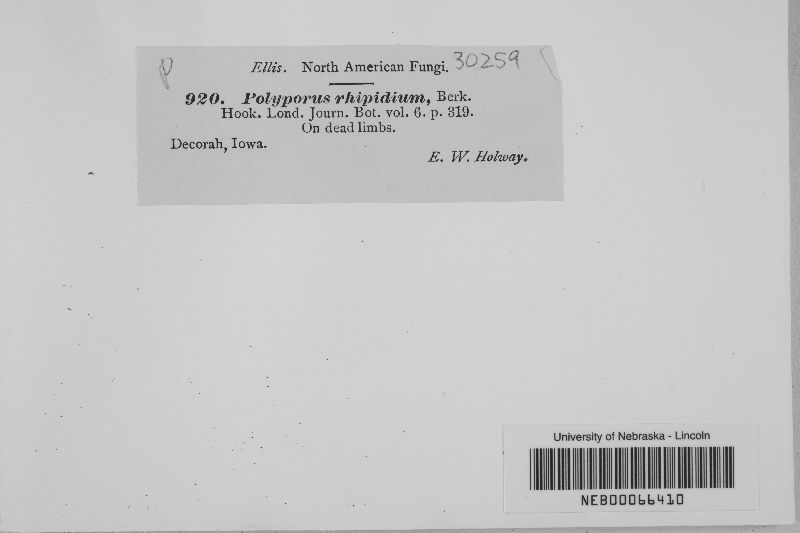 Ellis. North American Fungi. 30259
920. Polyporus rhipidium, Berk.
Hook. Lond. Journ. Bot. vol. 6. p. 319.
On dead limbs.
Decorah, Iowa.
E. W. Holway.
University of Nebraska - Lincoln
NEB00066410